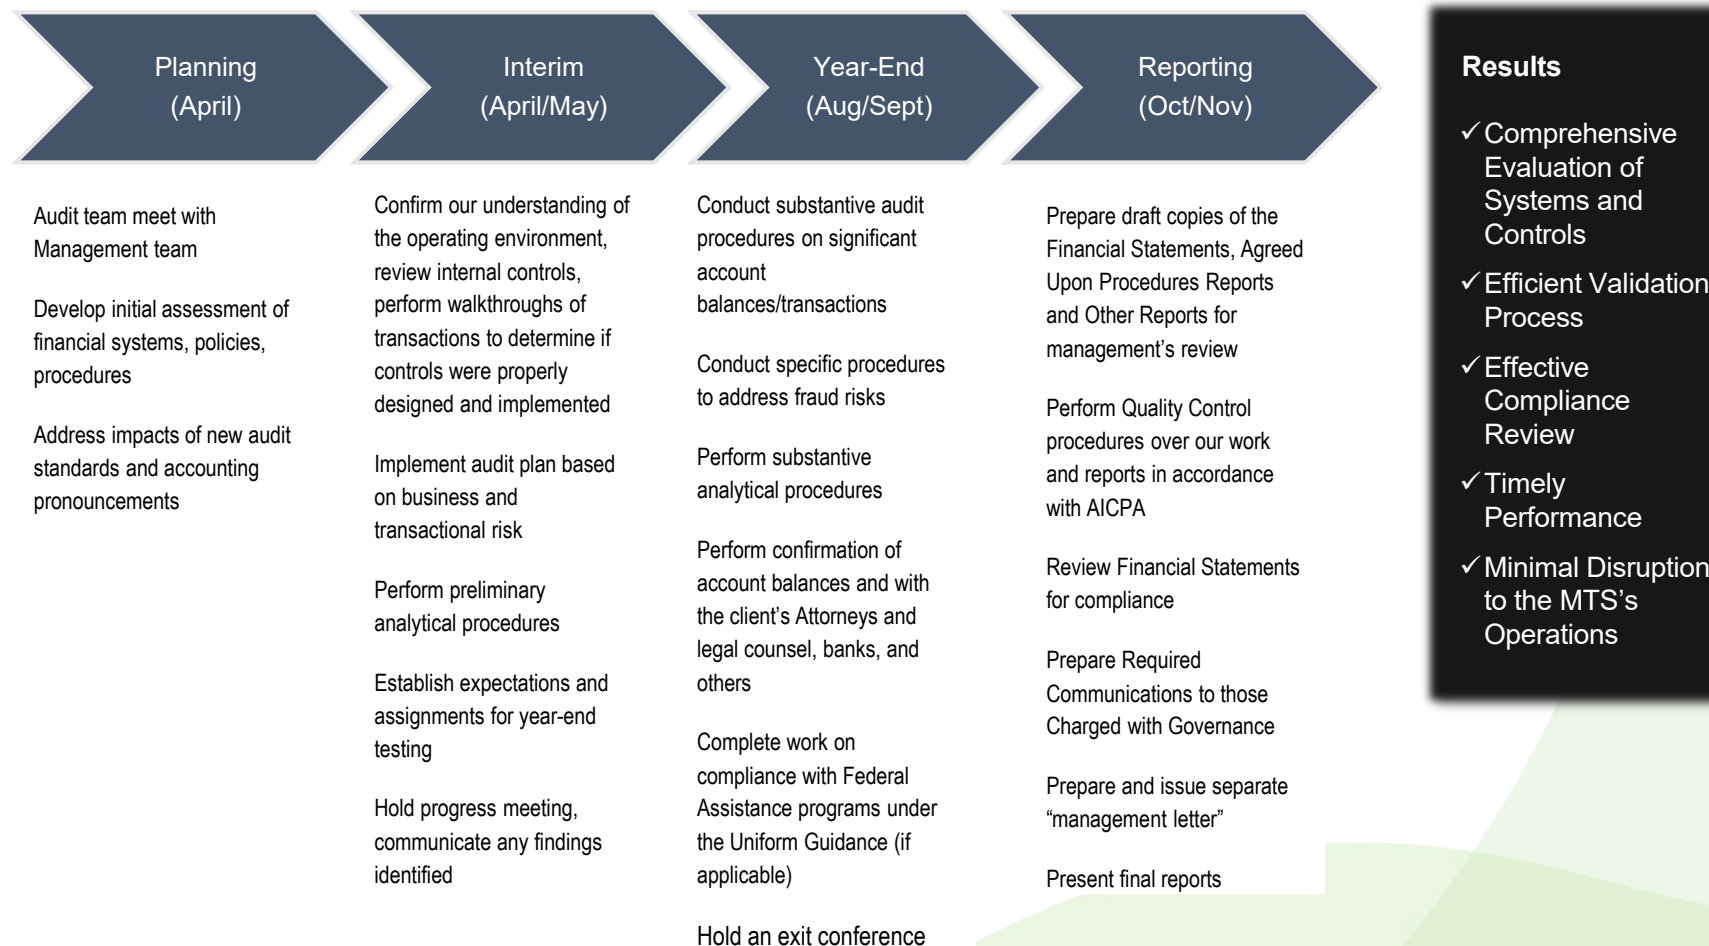 Planning
(April)
Interim
(April/May)
Year-End
(Aug/Sept)
Reporting
(Oct/Nov)
Audit team meet with
Management team
Develop initial assessment of
financial systems, policies,
procedures
Address impacts of new audit
standards and accounting
pronouncements
Confirm our understanding of
the operating environment,
review internal controls,
perform walkthroughs of
transactions to determine if
controls were properly
designed and implemented
Implement audit plan based
on business and
transactional risk
Perform preliminary
analytical procedures
Establish expectations and
assignments for year-end
testing
Hold progress meeting,
communicate any findings
identified
Conduct substantive audit
procedures on significant
account
balances/transactions
Conduct specific procedures
to address fraud risks
Perform substantive
analytical procedures
Perform confirmation of
account balances and with
the client’s Attorneys and
legal counsel, banks, and
others
Complete work on
compliance with Federal
Assistance programs under
the Uniform Guidance (if
applicable)
Hold an exit conference
Prepare draft copies of the
Financial Statements, Agreed
Upon Procedures Reports
and Other Reports for
management’s review
Perform Quality Control
procedures over our work
and reports in accordance
with AICPA
Review Financial Statements
for compliance
Prepare Required
Communications to those
Charged with Governance
Prepare and issue separate
“management letter”
Present final reports
Results
✓ Comprehensive
Evaluation of
Systems and
Controls
✓ Efficient Validation
Process
✓ Effective
Compliance
Review
✓ Timely
Performance
✓ Minimal Disruption
to the MTS’s
Operations